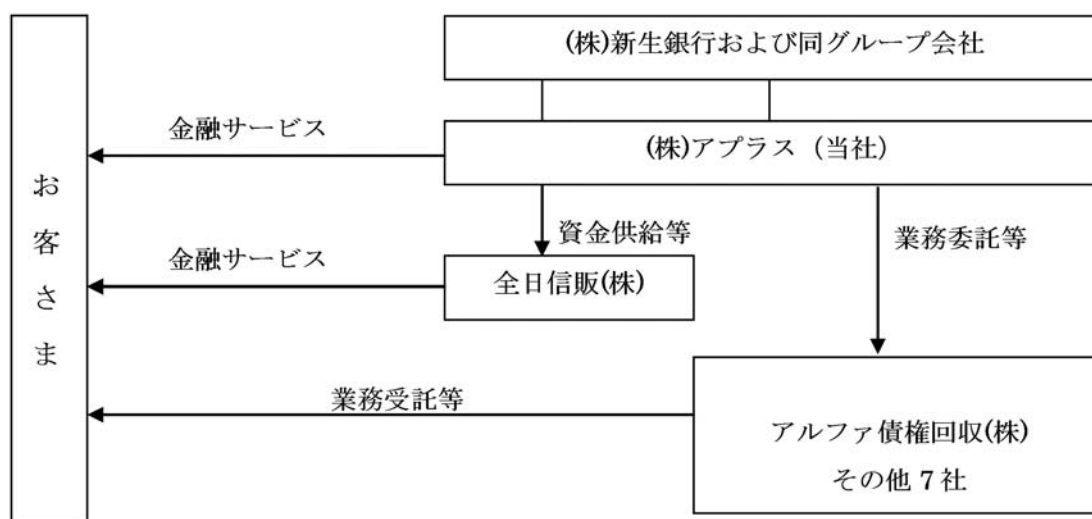 (株)新生銀行および同グループ会社
金融サービス
(株)アプラス（当社）
お客さま
資金供給等
業務委託等
金融サービス
全日信販(株)
業務受託等
アルファ債権回収(株)
その他 7 社